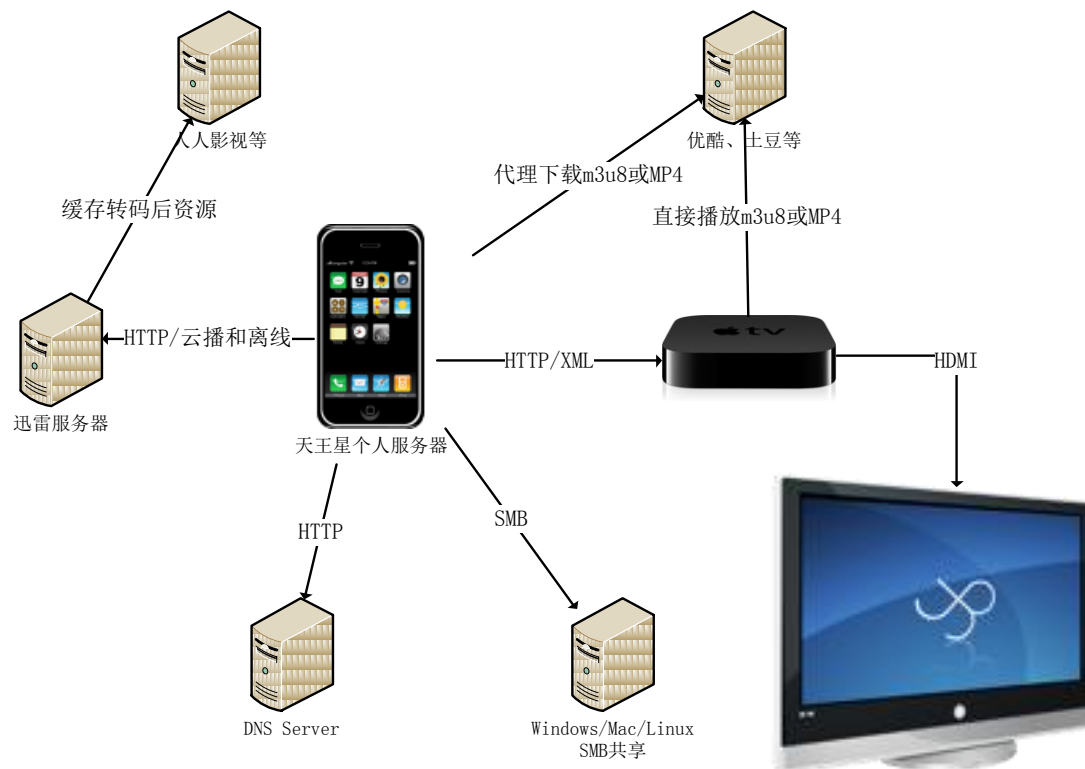 人人影视等
优酷、土豆等
代理下载m3u8或MP4
缓存转码后资源
直接播放m3u8或MP4
tv
HTTP/云播和离线
HTTP/XML
HDMI
迅雷服务器
天王星个人服务器
SMB
HTTP
DNS Server
Windows/Mac/Linux
SMB共享